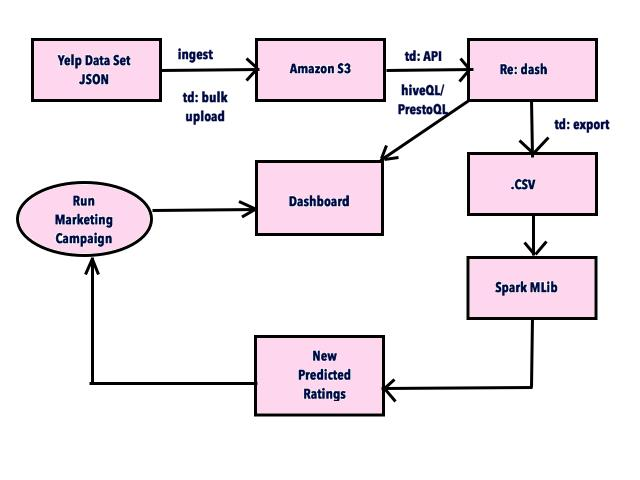 Yelp Data Set
JSON
ingest
td: bulk
upload
Amazon S3
td: API
hiveQL/
PrestoQL
Re: dash
td: export
.CSV
Dashboard
Run
Marketing
Campaign
Spark MLib
New
Predicted
Ratings